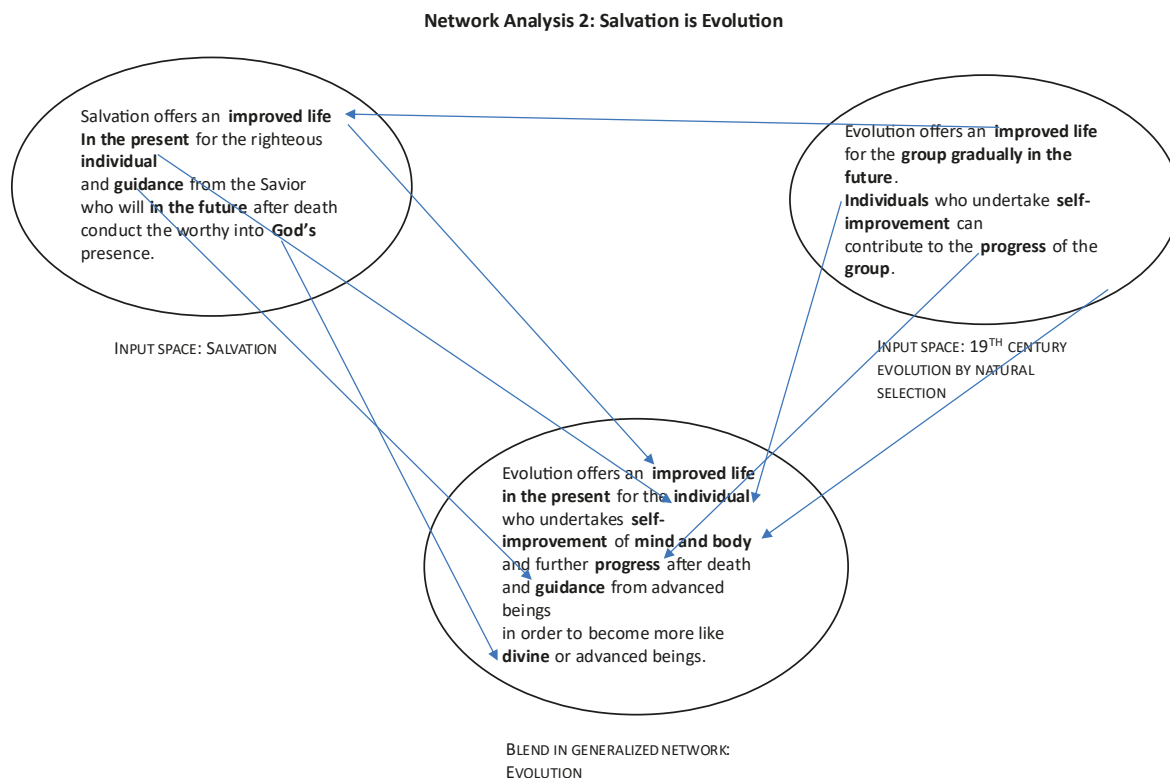 Network Analysis 2: Salvation is Evolution
Salvation offers an improved life
In the present for the righteous
individual
and guidance from the Savior
who will in the future after death
conduct the worthy into God's
presence.
INPUT SPACE: SALVATION
Evolution offers an improved life
for the group gradually in the
future.
Individuals who undertake self-
improvement can
contribute to the progress of the
group.
INPUT SPACE: 19TH CENTURY
EVOLUTION BY NATURAL
SELECTION
Evolution offers an improved life
in the present for the individual
who undertakes self-
improvement of mind and body
and further progress after death
and guidance from advanced
beings
in order to become more like
divine or advanced beings.
BLEND IN GENERALIZED NETWORK:
EVOLUTION